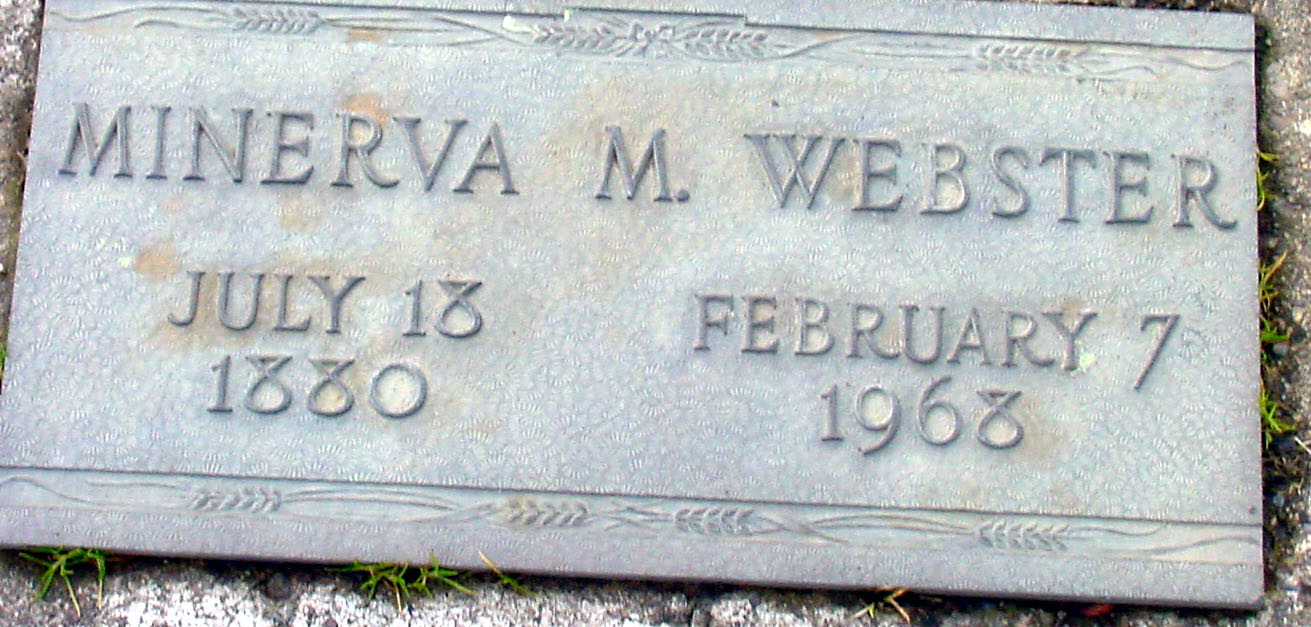 MINERVA M. WEBSTER
JULY 18 FEBRUARY 7
1880 1968